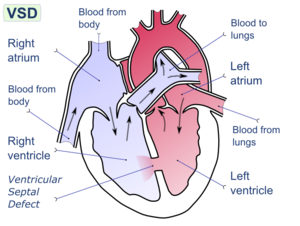 VSD
Blood from
body
Right
atrium
Blood from
body
Right
ventricle
Ventricular
Septal
Defect
Blood to
lungs
Left
atrium
Blood from
lungs
Left
ventricle